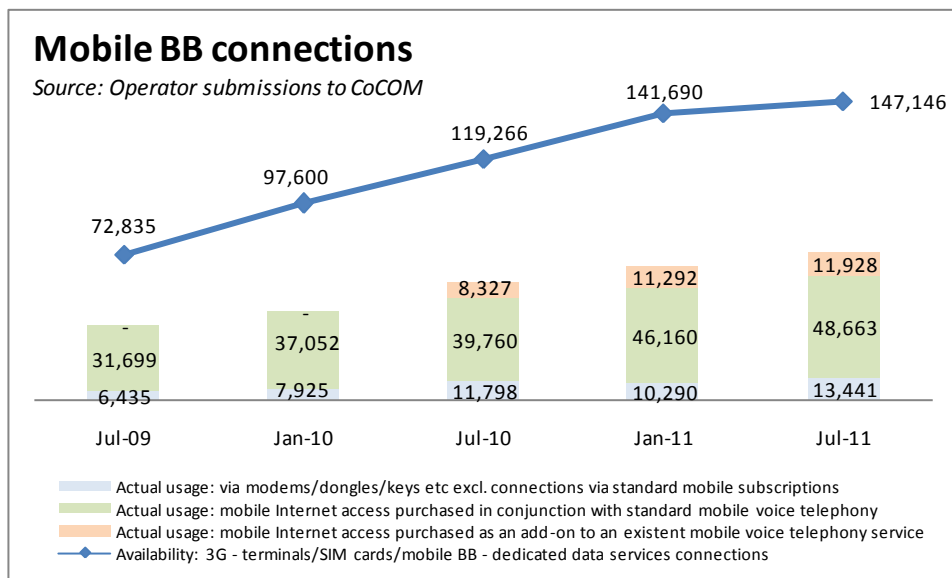 Mobile BB connections
Source: Operator submissions to CoCOM
72,835
97,600
119,266
141,690
147,146
- - 8,327 11,292 11,928
31,699 37,052 39,760 46,160 48,663
6,435 7,925 11,798 10,290 13,441
Jul-09 Jan-10 Jul-10 Jan-11 Jul-11
Actual usage: via modems/dongles/keys etc excl. connections via standard mobile subscriptions
Actual usage: mobile Internet access purchased in conjunction with standard mobile voice telephony
Actual usage: mobile Internet access purchased as an add-on to an existent mobile voice telephony service
Availability: 3G - terminals/SIM cards/mobile BB - dedicated data services connections